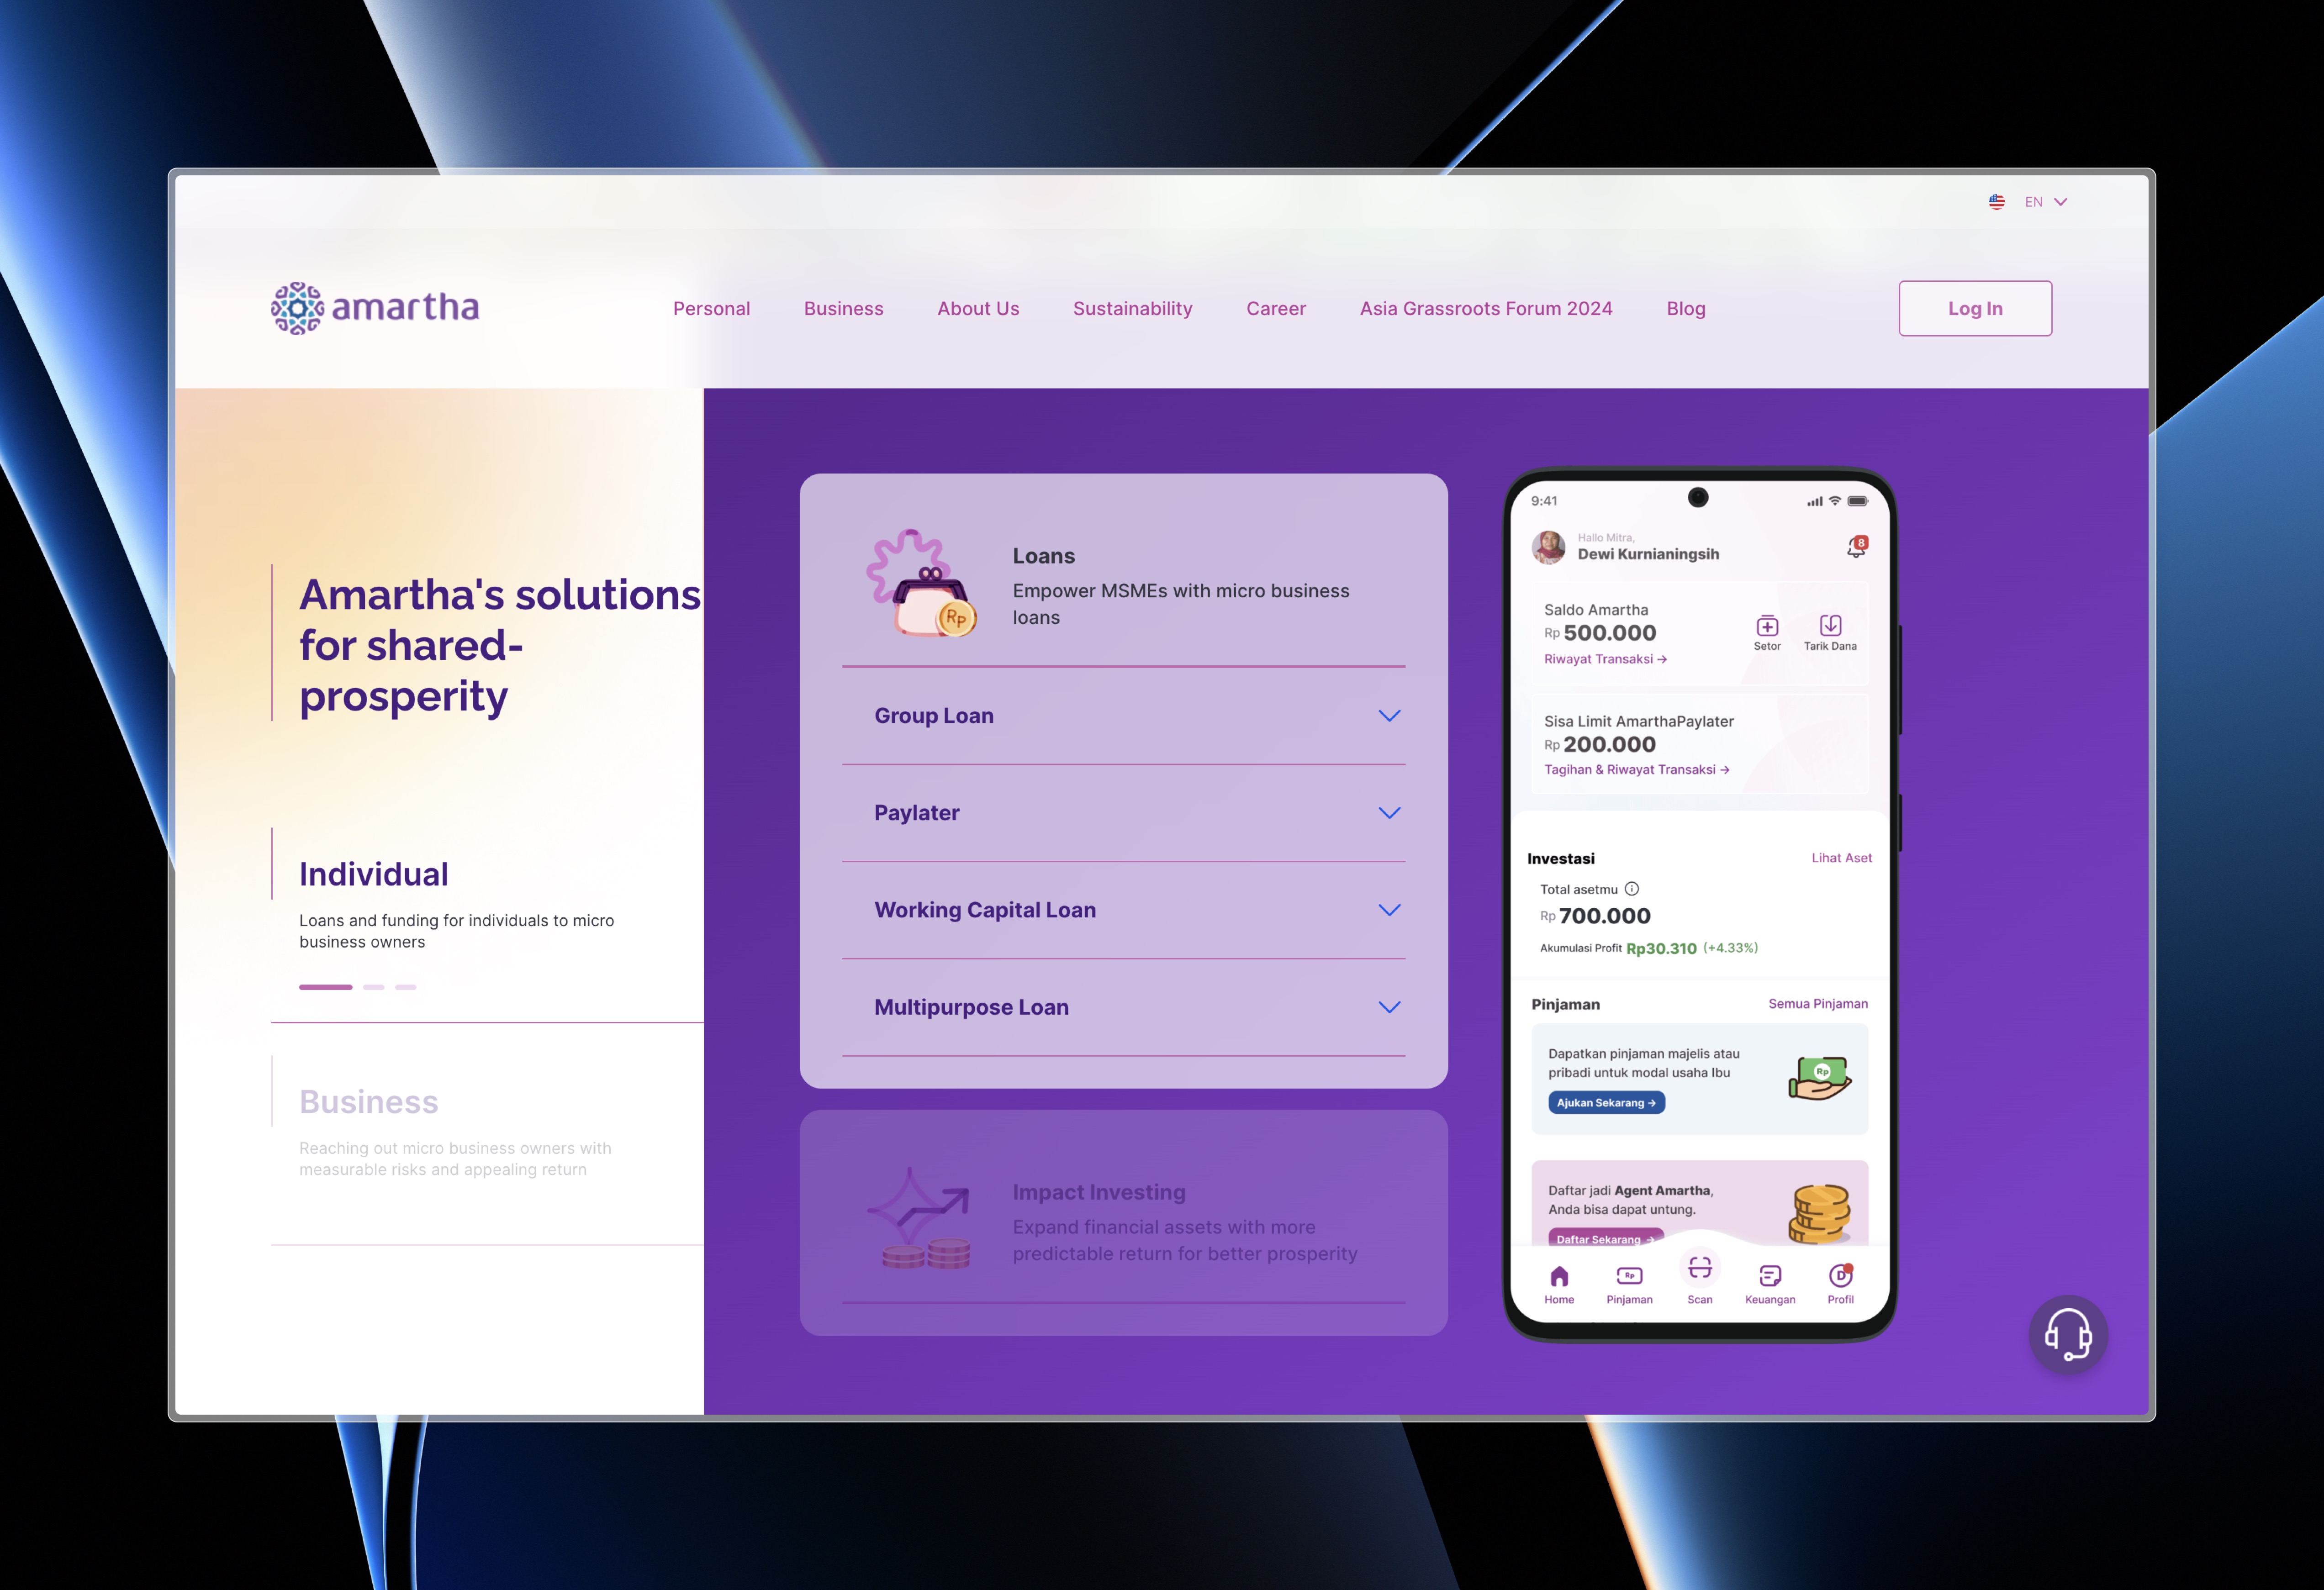 EN
amartha
Personal
Business
About Us
Sustainability
Career
Asia Grassroots Forum 2024
Blog
Log In
Amartha's solutions
for shared-
prosperity
Individual
Loans and funding for individuals to micro
business owners
Business
Reaching out micro business owners with
measurable risks and appealing return
Loans
Empower MSMEs with micro business
loans
Rp
Group Loan
Paylater
Working Capital Loan
Multipurpose Loan
Impact Investing
Expand financial assets with more
predictable return for better prosperity
9:41
Hallo Mitra,
Dewi Kurnianingsih
8
Saldo Amartha
Rp 500.000
Riwayat Transaksi →
Setor
Tarik Dana
Sisa Limit AmarthaPaylater
Rp 200.000
Tagihan & Riwayat Transaksi →
Investasi
Lihat Aset
Total asetmu
Rp 700.000
Akumulasi Profit Rp30.310 (+4.33%)
Pinjaman
Semua Pinjaman
Dapatkan pinjaman majelis atau
pribadi untuk modal usaha Ibu
Ajukan Sekarang →
Rp
Daftar jadi Agent Amartha,
Anda bisa dapat untung.
Daftar Sekarang →
Home
Rp
Pinjaman
Scan
Keuangan
D
Profil